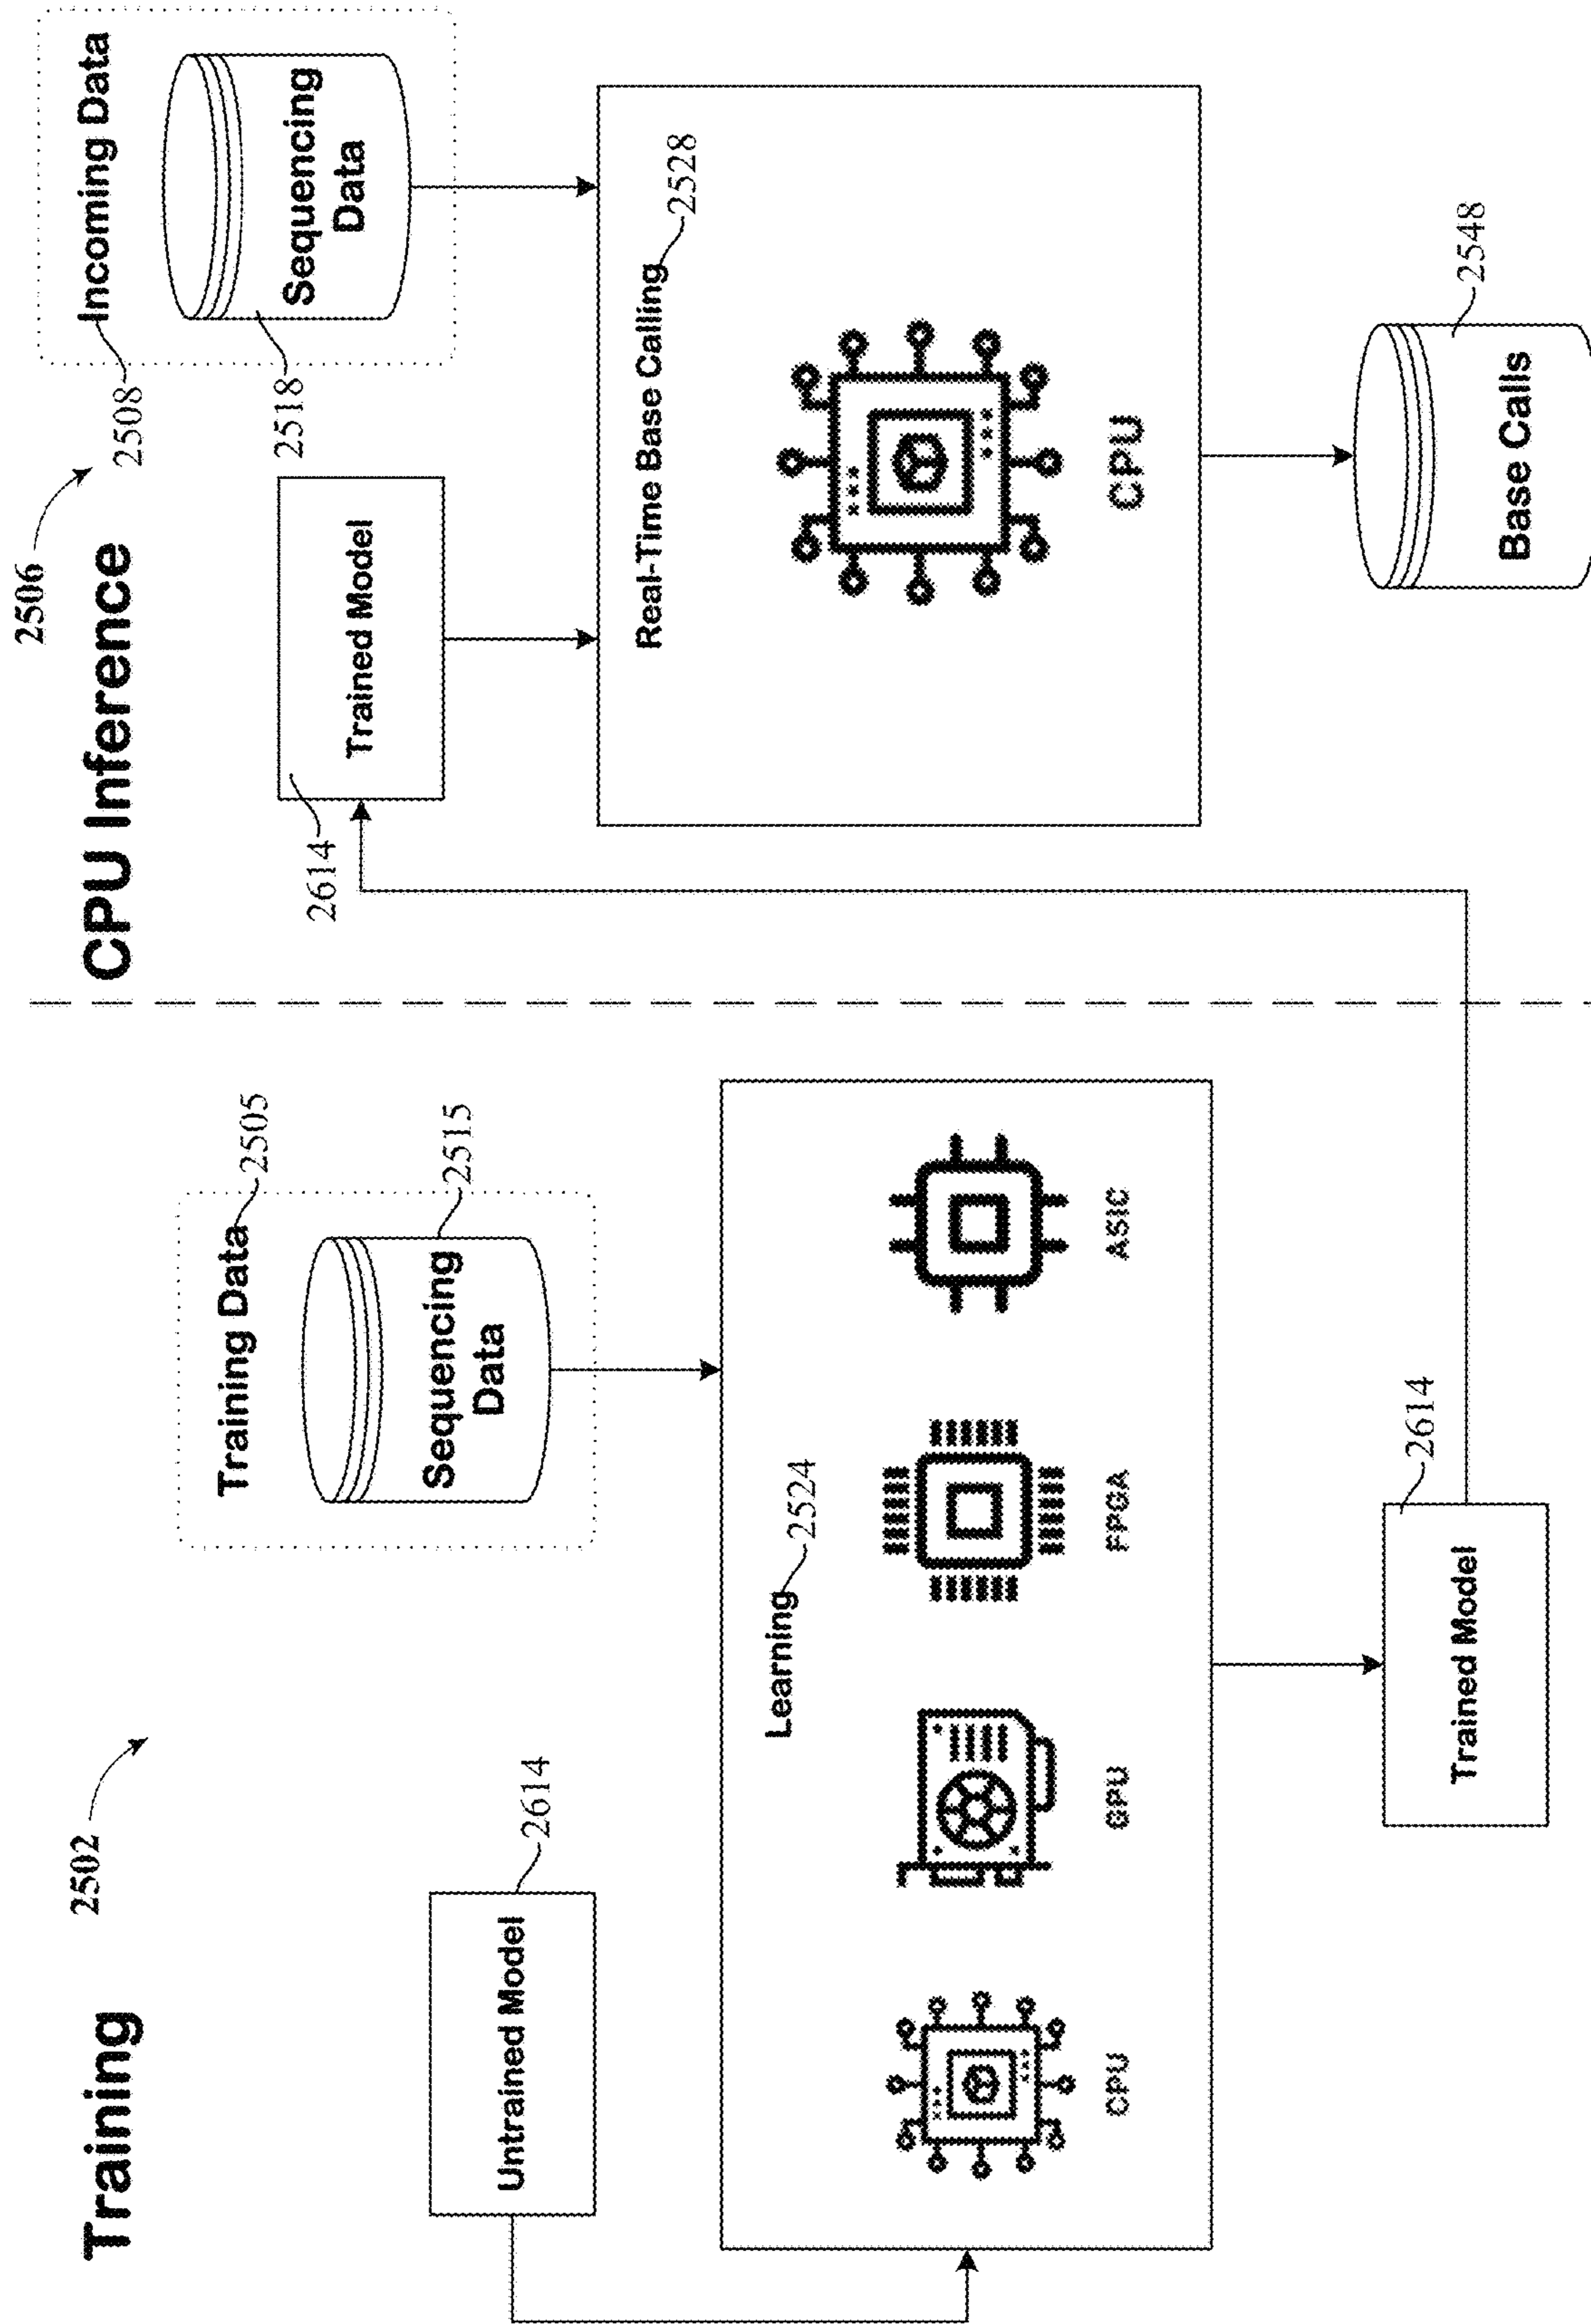 Training
2502
Untrained Model
2614
Training Data
2505
Sequencing
Data
2515
Learning
2524
CPU
GPU
FPGA
ASIC
Trained Model
2614
CPU Inference
2506
Incoming Data
2508
Sequencing
Data
2518
Trained Model
2614
Real-Time Base Calling
2528
CPU
Base Calls
2548